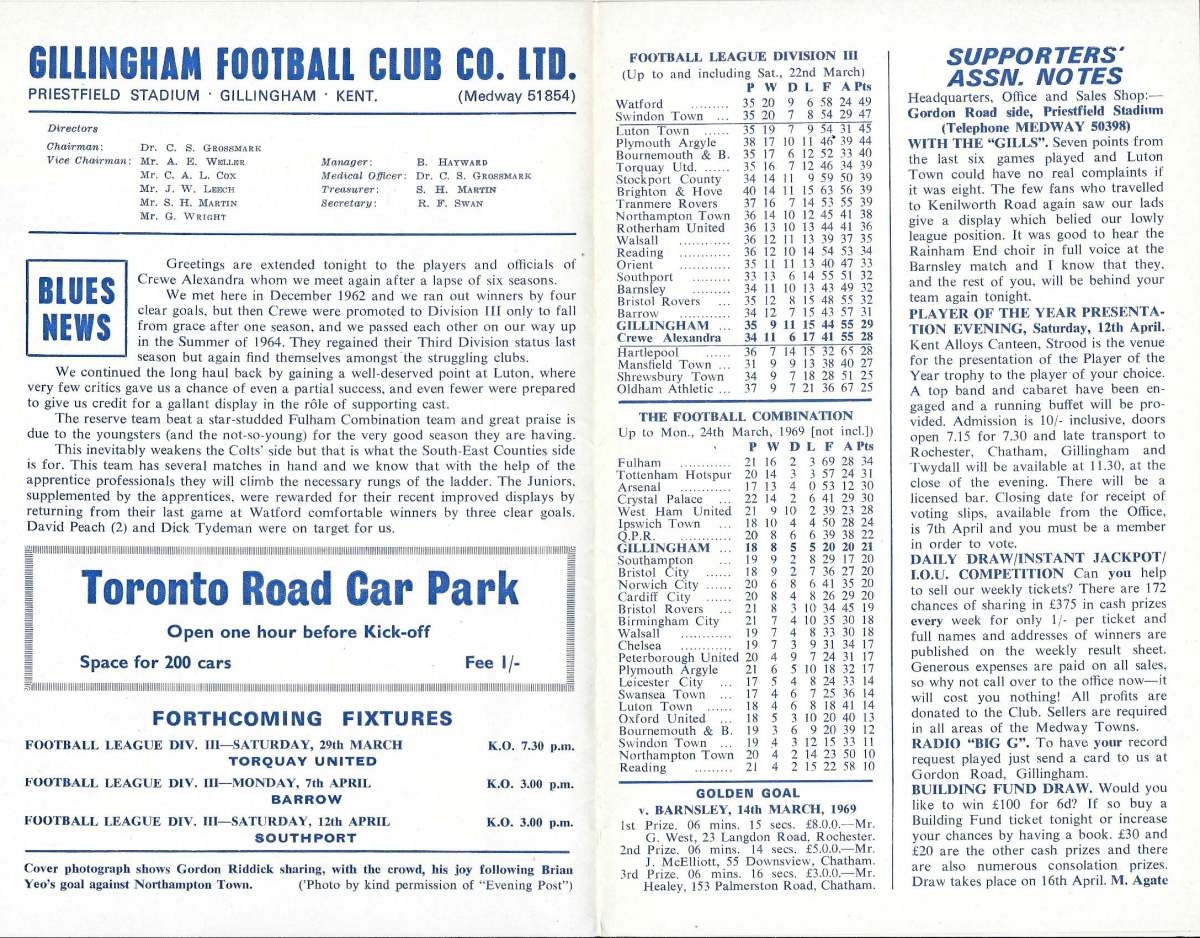 GILLINGHAM FOOTBALL CLUB CO. LTD.
PRIESTFIELD STADIUM · GILLINGHAM · KENT. (Medway 51854)
Directors
Chairman: Dr. C. S. GROSSMARK
Vice Chairman: Mr. A. E. WELLER Manager: B. HAYWARD
Mr. C. A. L. COX Medical Officer: Dr. C. S. GROSSMARK
Mr. J. W. LEECH Treasurer: S. H. MARTIN
Mr. S. H. MARTIN Secretary: R. F. SWAN
Mr. G. WRIGHT
BLUES
NEWS
Greetings are extended tonight to the players and officials of
Crewe Alexandra whom we meet again after a lapse of six seasons.
We met here in December 1962 and we ran out winners by four
clear goals, but then Crewe were promoted to Division III only to fall
from grace after one season, and we passed each other on our way up
in the Summer of 1964. They regained their Third Division status last
season but again find themselves amongst the struggling clubs.
We continued the long haul back by gaining a well-deserved point at Luton, where
very few critics gave us a chance of even a partial success, and even fewer were prepared
to give us credit for a gallant display in the rôle of supporting cast.
The reserve team beat a star-studded Fulham Combination team and great praise is
due to the youngsters (and the not-so-young) for the very good season they are having.
This inevitably weakens the Colts' side but that is what the South-East Counties side
is for. This team has several matches in hand and we know that with the help of the
apprentice professionals they will climb the necessary rungs of the ladder. The Juniors,
supplemented by the apprentices, were rewarded for their recent improved displays by
returning from their last game at Watford comfortable winners by three clear goals.
David Peach (2) and Dick Tydeman were on target for us.
Toronto Road Car Park
Open one hour before Kick-off
Space for 200 cars Fee 1/-
FORTHCOMING FIXTURES
FOOTBALL LEAGUE DIV. III—SATURDAY, 29th MARCH K.O. 7.30 p.m.
TORQUAY UNITED
FOOTBALL LEAGUE DIV. III—MONDAY, 7th APRIL K.O. 3.00 p.m.
BARROW
FOOTBALL LEAGUE DIV. III—SATURDAY, 12th APRIL K.O. 3.00 p.m.
SOUTHPORT
Cover photograph shows Gordon Riddick sharing, with the crowd, his joy following Brian
Yeo's goal against Northampton Town. ('Photo by kind permission of "Evening Post")
FOOTBALL LEAGUE DIVISION III
(Up to and including Sat., 22nd March)
P W D L F A Pts
Watford ......... 35 20 9 6 58 24 49
Swindon Town ... 35 20 7 8 54 29 47
Luton Town ...... 35 19 7 9 54 31 45
Plymouth Argyle 38 17 10 11 46 39 44
Bournemouth & B. 35 17 6 12 52 33 40
Torquay Utd. ...... 35 16 7 12 46 34 39
Stockport County 34 14 11 9 59 50 39
Brighton & Hove 40 14 11 15 63 56 39
Tranmere Rovers 37 16 7 14 53 55 39
Northampton Town 36 14 10 12 45 41 38
Rotherham United 36 13 10 13 44 41 36
Walsall ............ 36 12 11 13 39 37 35
Reading ............ 36 12 10 14 54 53 34
Orient ............ 35 11 11 13 40 47 33
Southport ......... 33 13 6 14 55 51 32
Barnsley ......... 34 11 10 13 43 49 32
Bristol Rovers ... 35 12 8 15 48 55 32
Barrow ............ 34 12 7 15 43 57 31
GILLINGHAM ... 35 9 11 15 44 55 29
Crewe Alexandra 34 11 6 17 41 55 28
Hartlepool ...... 36 7 14 15 32 65 28
Mansfield Town ... 31 9 9 13 38 40 27
Shrewsbury Town 34 9 7 18 28 51 25
Oldham Athletic ... 37 9 7 21 36 67 25
THE FOOTBALL COMBINATION
Up to Mon., 24th March, 1969 [not incl.])
P W D L F A Pts
Fulham ............ 21 16 2 3 69 28 34
Tottenham Hotspur 20 14 3 3 57 24 31
Arsenal ............ 17 13 4 0 53 12 30
Crystal Palace ... 22 14 2 6 41 29 30
West Ham United 21 9 10 2 39 23 28
Ipswich Town ... 18 10 4 4 50 28 24
Q.P.R. ............ 20 8 6 6 39 38 22
GILLINGHAM ... 18 8 5 5 20 20 21
Southampton ... 19 9 2 8 29 17 20
Bristol City ...... 18 9 2 7 36 27 20
Norwich City ...... 20 6 8 6 41 35 20
Cardiff City ...... 20 8 4 8 26 29 20
Bristol Rovers ... 21 8 3 10 34 45 19
Birmingham City 21 7 4 10 35 30 18
Walsall ............ 19 7 4 8 33 30 18
Chelsea ............ 19 7 3 9 31 34 17
Peterborough United 20 4 9 7 24 31 17
Plymouth Argyle 21 6 5 10 18 32 17
Leicester City ... 17 5 4 8 24 33 14
Swansea Town ... 17 4 6 7 25 36 14
Luton Town ...... 18 4 6 8 18 41 14
Oxford United ... 18 5 3 10 20 40 13
Bournemouth & B. 19 3 6 9 20 39 12
Swindon Town ... 19 4 3 12 15 33 11
Northampton Town 20 4 2 14 23 50 10
Reading ......... 21 4 2 15 22 58 10
GOLDEN GOAL
v. BARNSLEY, 14th MARCH, 1969
1st Prize. 06 mins. 15 secs. £8.0.0.—Mr.
G. West, 23 Langdon Road, Rochester.
2nd Prize. 06 mins. 14 secs. £5.0.0.—Mr.
J. McElliott, 55 Downsview, Chatham.
3rd Prize. 06 mins. 16 secs. £3.0.0.—Mr.
Healey, 153 Palmerston Road, Chatham.
SUPPORTERS'
ASSN. NOTES
Headquarters, Office and Sales Shop:—
Gordon Road side, Priestfield Stadium
(Telephone MEDWAY 50398)
WITH THE "GILLS". Seven points from
the last six games played and Luton
Town could have no real complaints if
it was eight. The few fans who travelled
to Kenilworth Road again saw our lads
give a display which belied our lowly
league position. It was good to hear the
Rainham End choir in full voice at the
Barnsley match and I know that they,
and the rest of you, will be behind your
team again tonight.
PLAYER OF THE YEAR PRESENTA-
TION EVENING, Saturday, 12th April.
Kent Alloys Canteen, Strood is the venue
for the presentation of the Player of the
Year trophy to the player of your choice.
A top band and cabaret have been en-
gaged and a running buffet will be pro-
vided. Admission is 10/- inclusive, doors
open 7.15 for 7.30 and late transport to
Rochester, Chatham, Gillingham and
Twydall will be available at 11.30, at the
close of the evening. There will be a
licensed bar. Closing date for receipt of
voting slips, available from the Office,
is 7th April and you must be a member
in order to vote.
DAILY DRAW/INSTANT JACKPOT/
I.O.U. COMPETITION Can you help
to sell our weekly tickets? There are 172
chances of sharing in £375 in cash prizes
every week for only 1/- per ticket and
full names and addresses of winners are
published on the weekly result sheet.
Generous expenses are paid on all sales,
so why not call over to the office now—it
will cost you nothing! All profits are
donated to the Club. Sellers are required
in all areas of the Medway Towns.
RADIO "BIG G". To have your record
request played just send a card to us at
Gordon Road, Gillingham.
BUILDING FUND DRAW. Would you
like to win £100 for 6d? If so buy a
Building Fund ticket tonight or increase
your chances by having a book. £30 and
£20 are the other cash prizes and there
are also numerous consolation prizes.
Draw takes place on 16th April. M. Agate